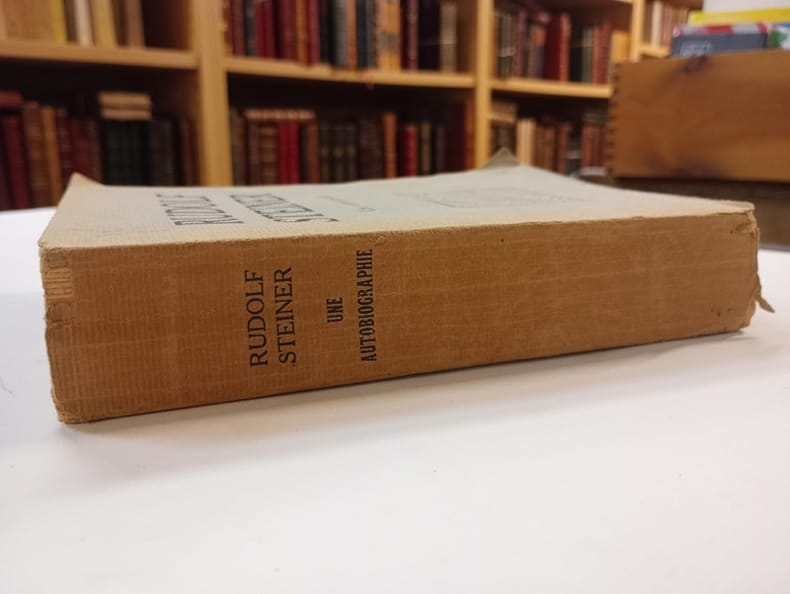 RUDOLF
STEINER
UNE
AUTOBIOGRAPHIE
RUDOLF
STEINER